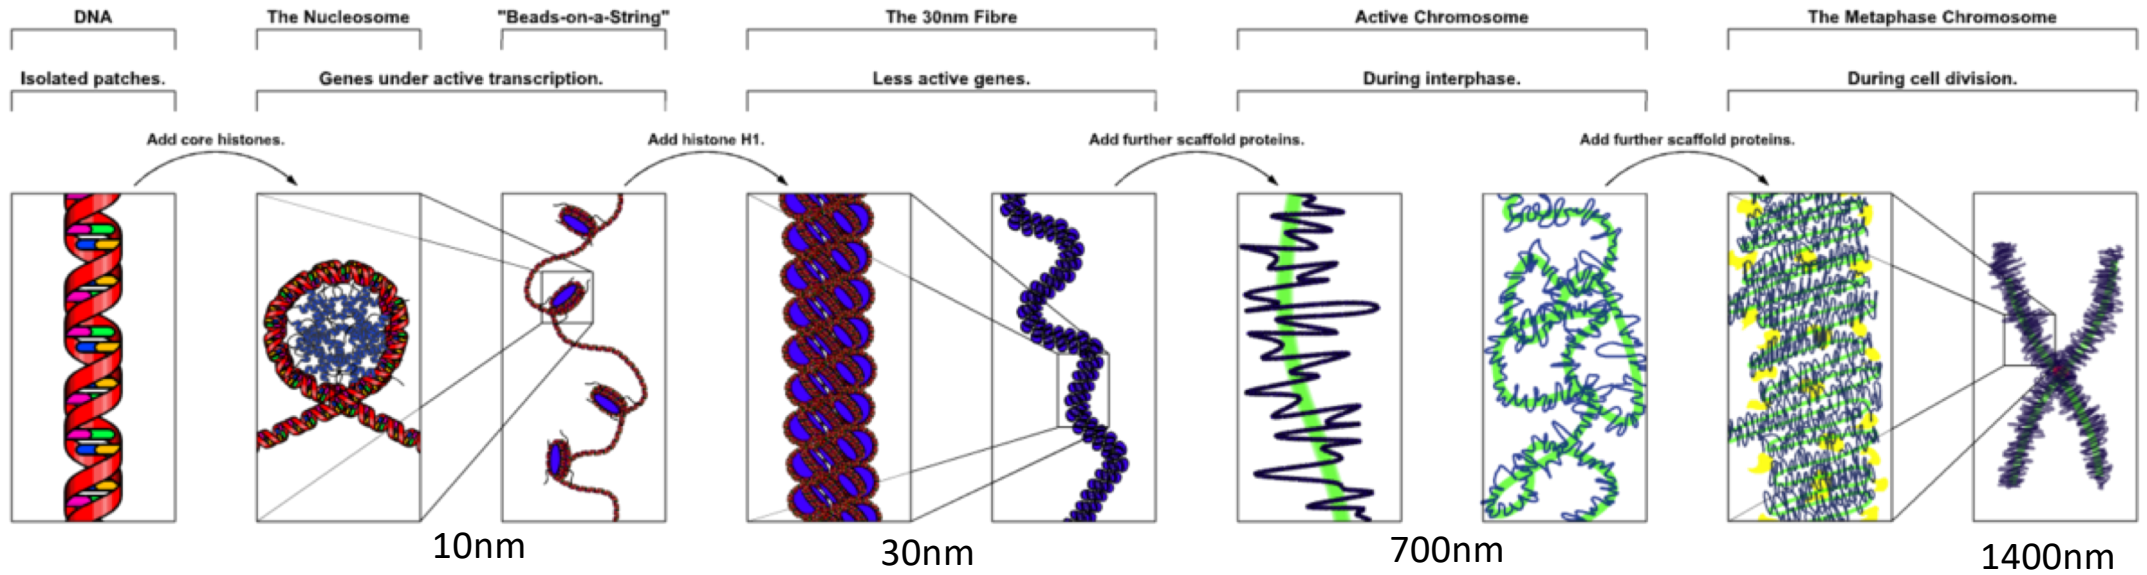 DNA
The Nucleosome
"Beads-on-a-String"
The 30nm Fibre
Active Chromosome
The Metaphase Chromosome
Isolated patches.
Genes under active transcription.
Less active genes.
During interphase.
During cell division.
Add core histones.
Add histone H1.
Add further scaffold proteins.
Add further scaffold proteins.
10nm
30nm
700nm
1400nm